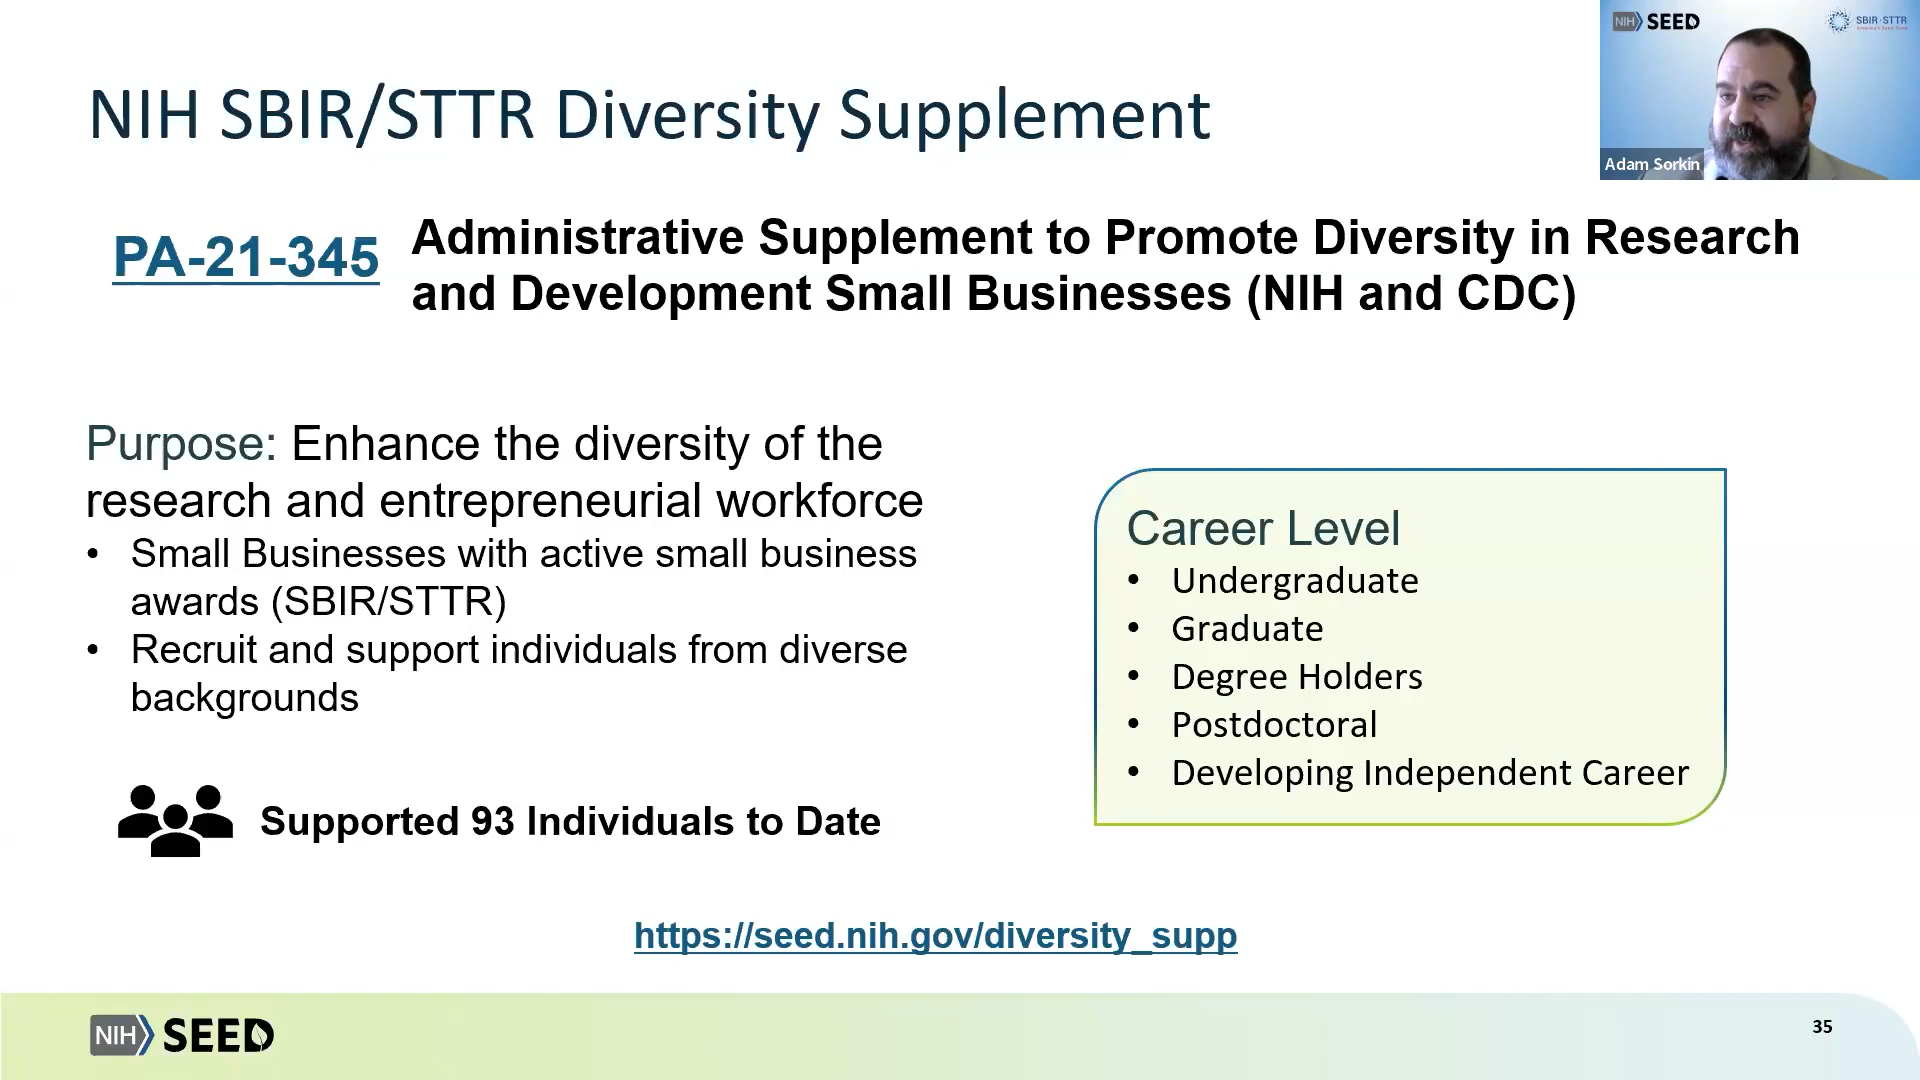 NIH SEED
SBIR·STTR
America's Seed Fund
Adam Sorkin
NIH SBIR/STTR Diversity Supplement
PA-21-345
Administrative Supplement to Promote Diversity in Research
and Development Small Businesses (NIH and CDC)
Purpose: Enhance the diversity of the
research and entrepreneurial workforce
• Small Businesses with active small business
awards (SBIR/STTR)
• Recruit and support individuals from diverse
backgrounds
Supported 93 Individuals to Date
Career Level
• Undergraduate
• Graduate
• Degree Holders
• Postdoctoral
• Developing Independent Career
https://seed.nih.gov/diversity_supp
NIH SEED
35